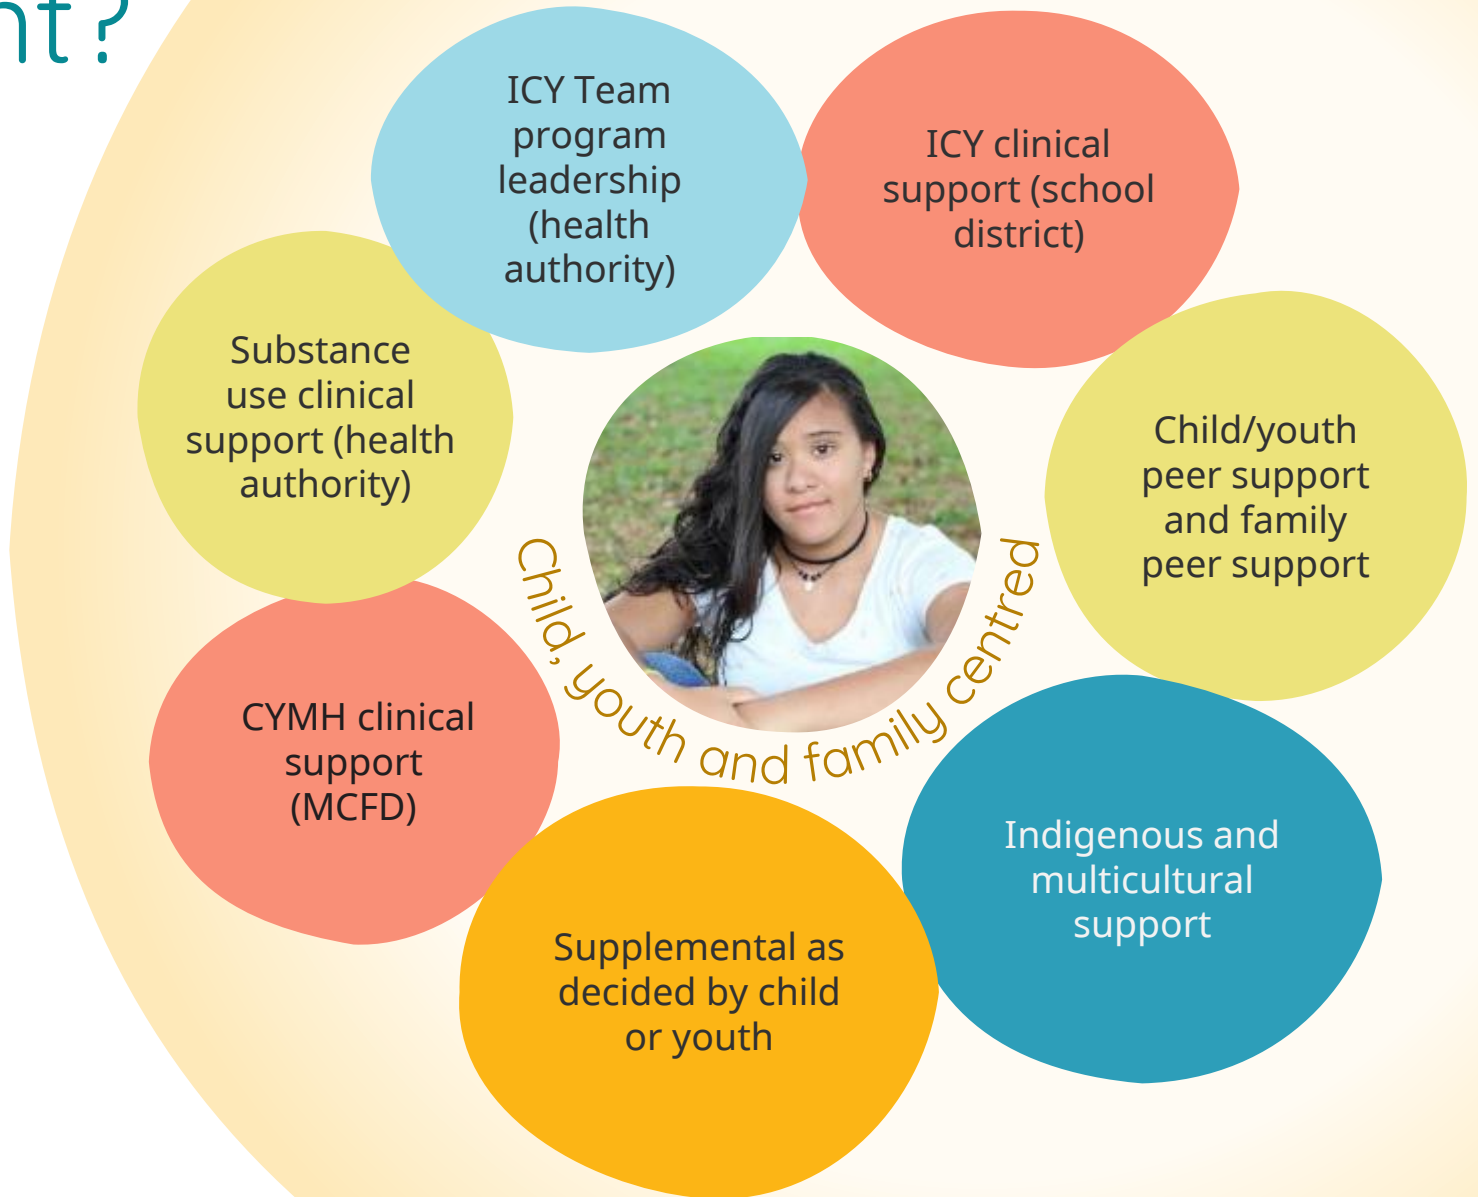 ICY Team
program
leadership
(health
authority)
ICY clinical
support (school
district)
Substance
use clinical
support (health
authority)
Child/youth
peer support
and family
peer support
Child, youth and family centred
CYMH clinical
support
(MCFD)
Indigenous and
multicultural
support
Supplemental as
decided by child
or youth